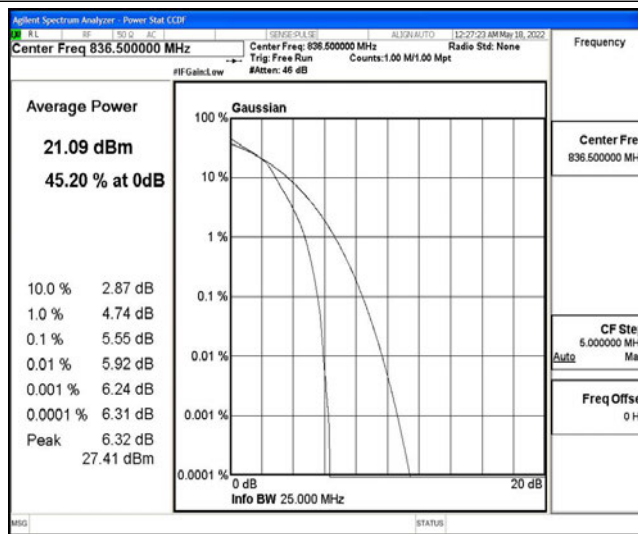 Agilent Spectrum Analyzer - Power Stat CCDF
RL RF 50 Ω AC SENSE:PULSE ALIGN AUTO 12:27:23 AM May 18, 2022
Center Freq 836.500000 MHz
Center Freq: 836.500000 MHz Radio Std: None
Trig: Free Run Counts:1.00 M/1.00 Mpt
#IFGain:Low #Atten: 46 dB
Frequency
Average Power
21.09 dBm
45.20 % at 0dB
10.0 % 2.87 dB
1.0 % 4.74 dB
0.1 % 5.55 dB
0.01 % 5.92 dB
0.001 % 6.24 dB
0.0001 % 6.31 dB
Peak 6.32 dB
27.41 dBm
100 % Gaussian
10 %
1 %
0.1 %
0.01 %
0.001 %
0.0001 %
0 dB 20 dB
Info BW 25.000 MHz
Center Fre
836.500000 MH
CF Step
5.000000 MH
Auto Ma
Freq Offse
0 H
MSG STATUS